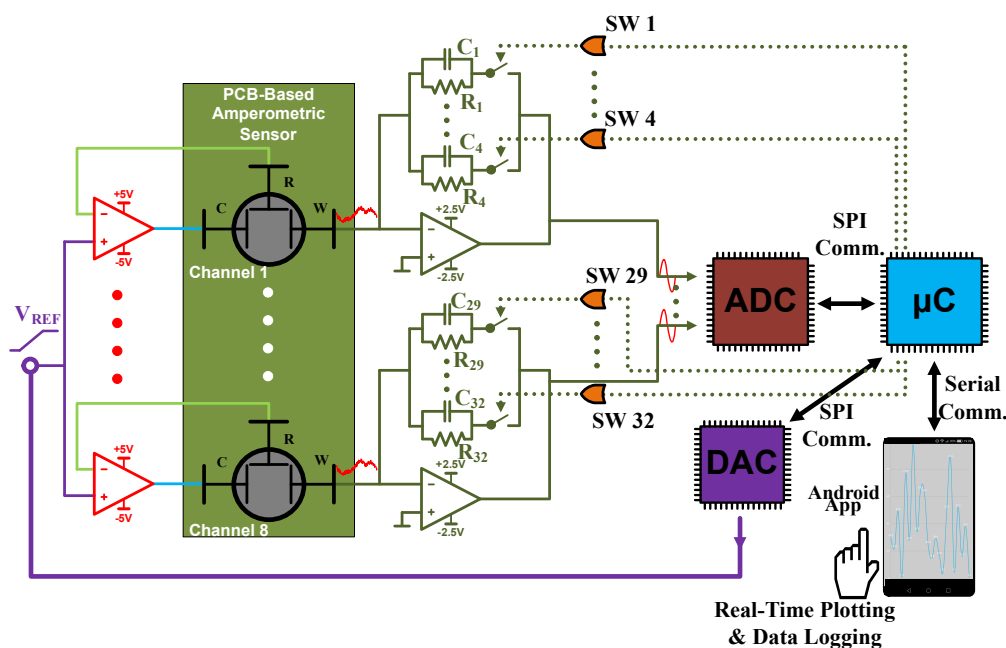 SW 1
C1
R1
SW 4
C4
R4
PCB-Based
Amperometric
Sensor
R
+5V
−
+
-5V
C
W
Channel 1
+2.5V
−
+
-2.5V
SPI
Comm.
ADC
µC
SW 29
C29
R29
VREF
SW 32
C32
R32
R
+5V
−
+
-5V
C
W
Channel 8
+2.5V
−
+
-2.5V
SPI
Comm.
Serial
Comm.
DAC
Android
App
Real-Time Plotting
& Data Logging